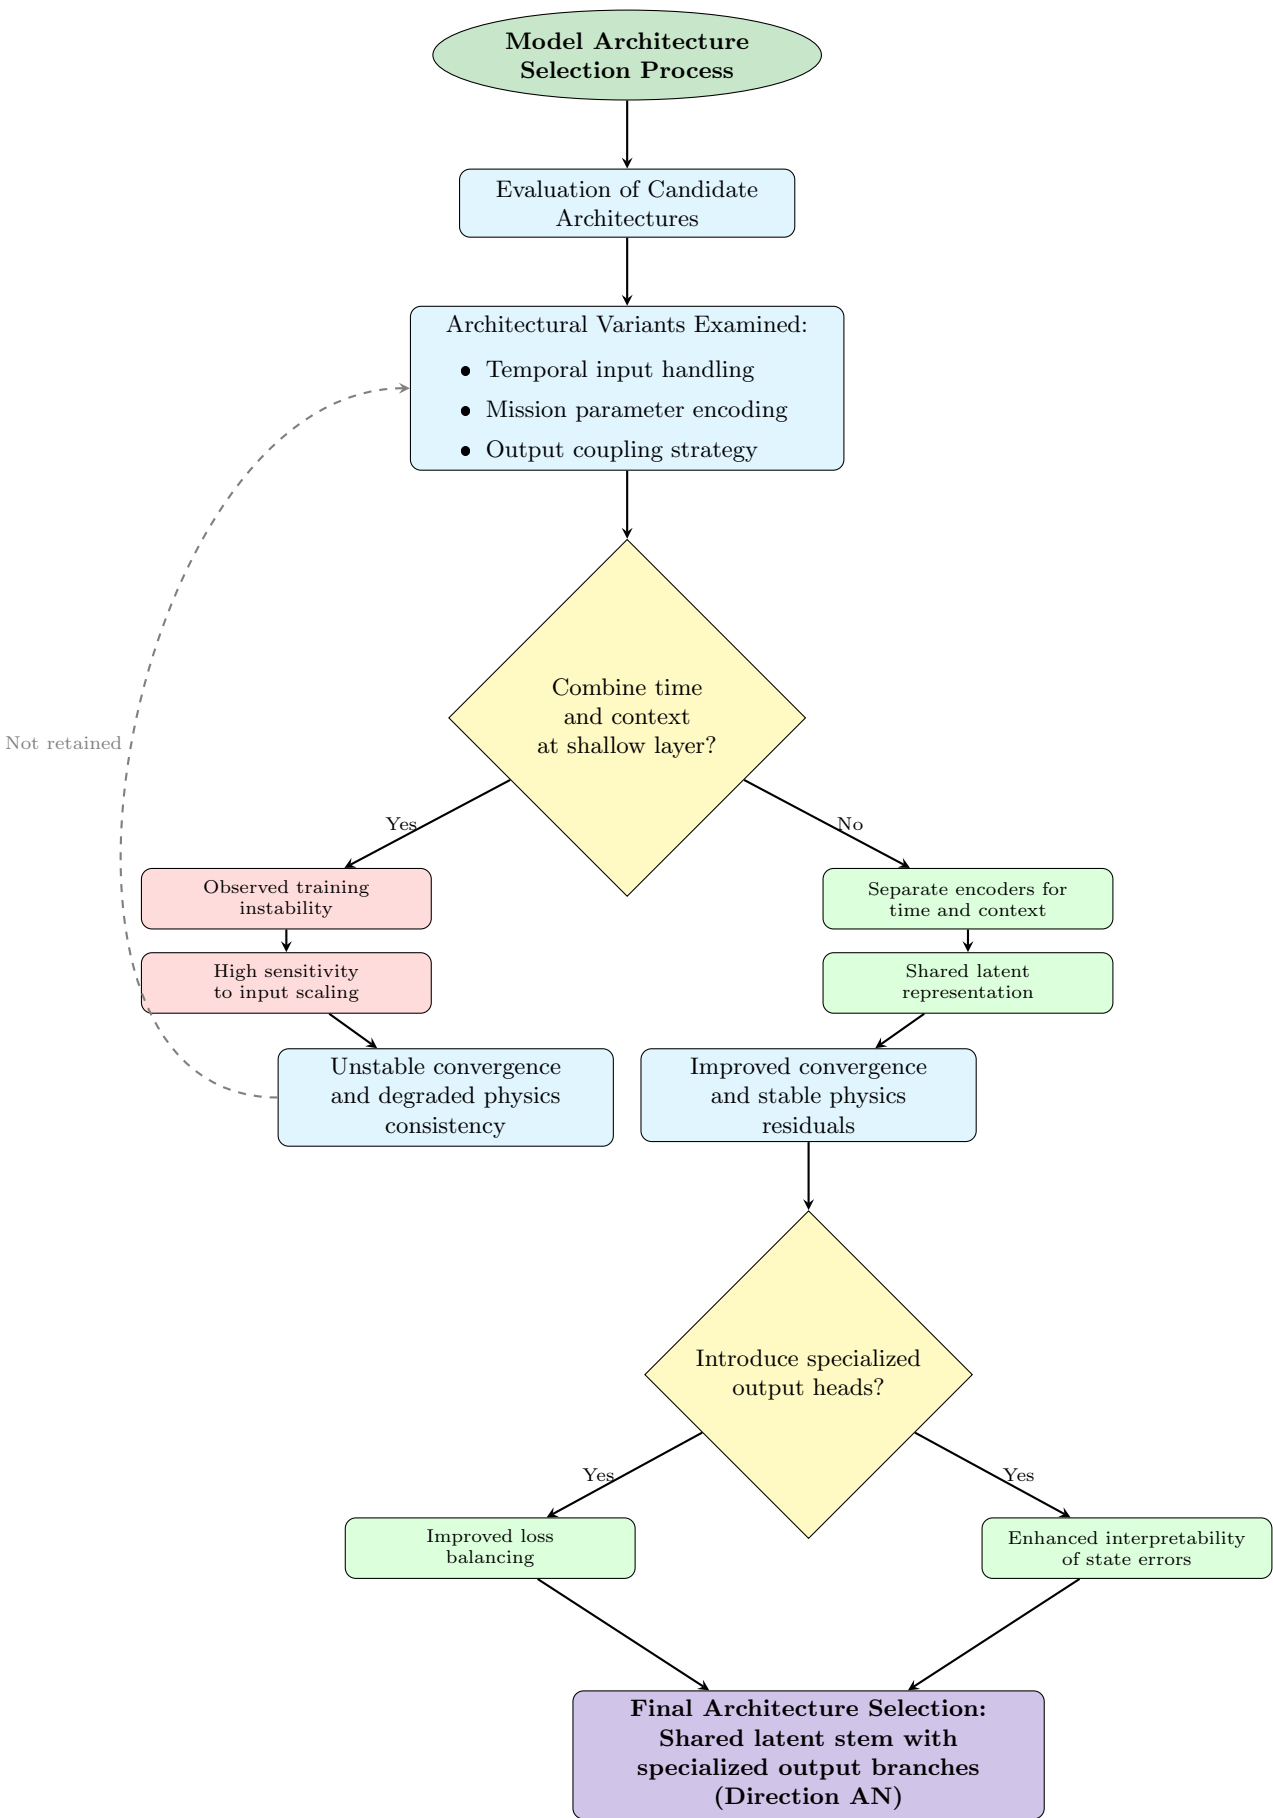 Model Architecture
Selection Process
Evaluation of Candidate
Architectures
Architectural Variants Examined:
• Temporal input handling
• Mission parameter encoding
• Output coupling strategy
Combine time
and context
at shallow layer?
Not retained
Yes
No
Observed training
instability
Separate encoders for
time and context
High sensitivity
to input scaling
Shared latent
representation
Unstable convergence
and degraded physics
consistency
Improved convergence
and stable physics
residuals
Introduce specialized
output heads?
Yes
Yes
Improved loss
balancing
Enhanced interpretability
of state errors
Final Architecture Selection:
Shared latent stem with
specialized output branches
(Direction AN)